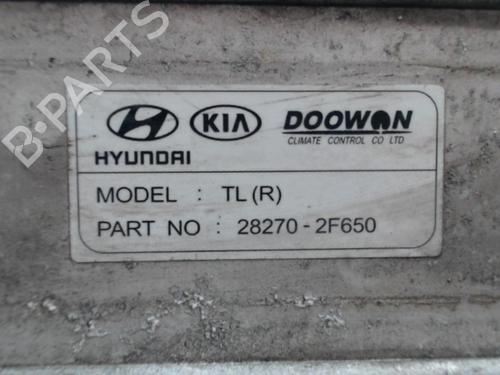 B-PARTS
KIA DOOWON
HYUNDAI CLIMATE CONTROL CO LTD
MODEL : TL (R)
PART NO : 28270 - 2F650